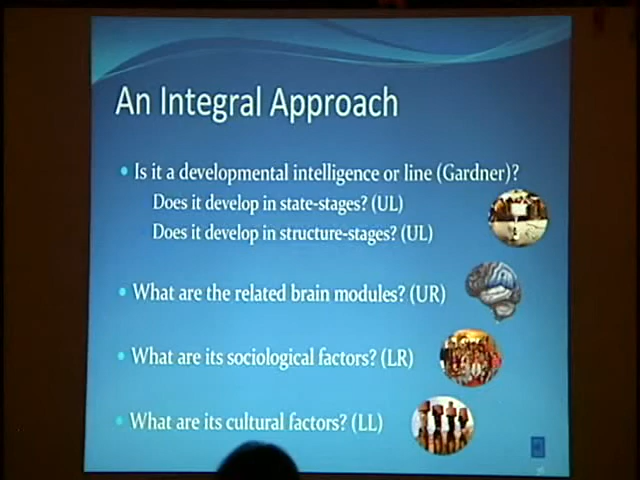 An Integral Approach
• Is it a developmental intelligence or line (Gardner)?
Does it develop in state-stages? (UL)
Does it develop in structure-stages? (UL)
• What are the related brain modules? (UR)
• What are its sociological factors? (LR)
• What are its cultural factors? (LL)